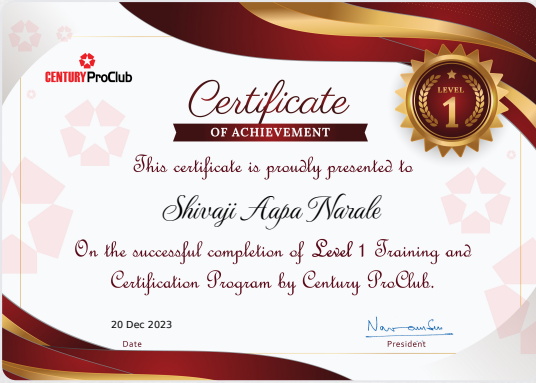 CENTURY ProClub
LEVEL
1
Certificate
OF ACHIEVEMENT
This certificate is proudly presented to
Shivaji Aapa Narale
On the successful completion of Level 1 Training and
Certification Program by Century ProClub.
20 Dec 2023
Date
President